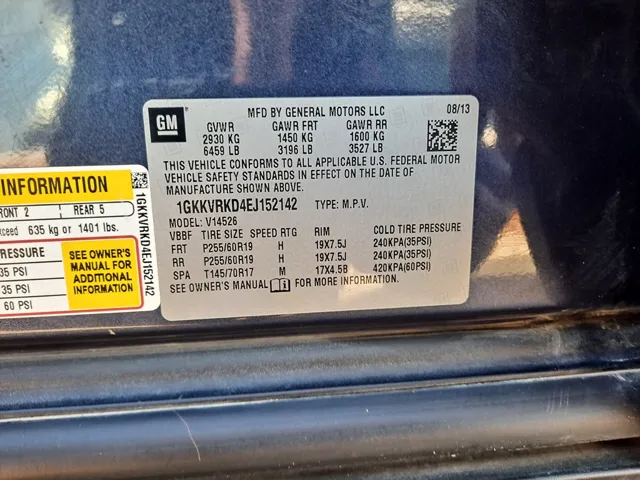 GM
MFD BY GENERAL MOTORS LLC 08/13
GVWR GAWR FRT GAWR RR
2930 KG 1450 KG 1600 KG
6459 LB 3196 LB 3527 LB
THIS VEHICLE CONFORMS TO ALL APPLICABLE U.S. FEDERAL MOTOR
VEHICLE SAFETY STANDARDS IN EFFECT ON THE DATE OF
MANUFACTURE SHOWN ABOVE.
1GKKVRKD4EJ152142 TYPE: M.P.V.
MODEL: V14526
VBBF TIRE SIZE SPEED RTG RIM COLD TIRE PRESSURE
FRT P255/60R19 H 19X7.5J 240KPA(35PSI)
RR P255/60R19 H 19X7.5J 240KPA(35PSI)
SPA T145/70R17 M 17X4.5B 420KPA(60PSI)
SEE OWNER'S MANUAL FOR MORE INFORMATION.
INFORMATION
FRONT 2 REAR 5
exceed 635 kg or 1401 lbs.
PRESSURE
35 PSI
35 PSI
60 PSI
SEE OWNER'S
MANUAL FOR
ADDITIONAL
INFORMATION
1GKKVRKD4EJ152142